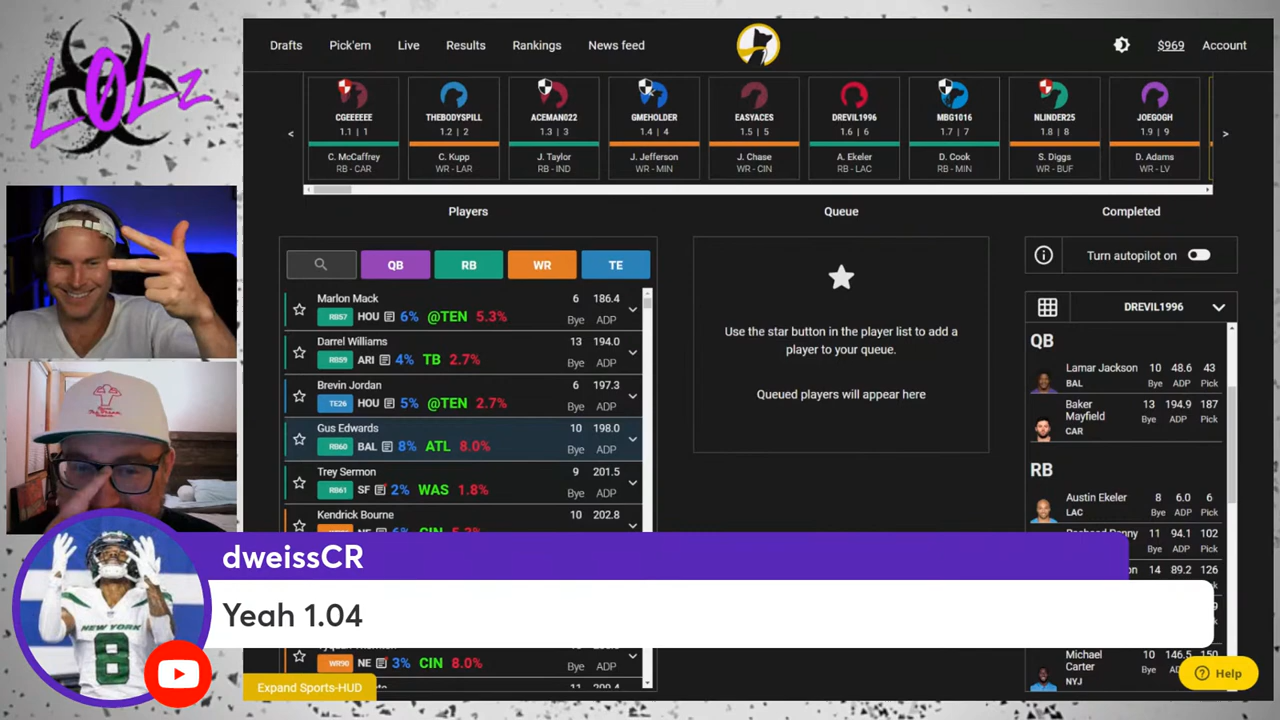 L0Lz
Drafts Pick'em Live Results Rankings News feed $969 Account
< CGEEEEE THEBODYSPILL ACEMAN022 GMEHOLDER EASYACES DREVIL1996 MBG1016 NLINDER25 JOEGOGH >
1.1 | 1 1.2 | 2 1.3 | 3 1.4 | 4 1.5 | 5 1.6 | 6 1.7 | 7 1.8 | 8 1.9 | 9
C. McCaffrey C. Kupp J. Taylor J. Jefferson J. Chase A. Ekeler D. Cook S. Diggs D. Adams
RB - CAR WR - LAR RB - IND WR - MIN WR - CIN RB - LAC RB - MIN WR - BUF WR - LV
Players Queue Completed
QB RB WR TE
Marlon Mack 6 186.4
RB57 HOU 6% @TEN 5.3% Bye ADP
Darrel Williams 13 194.0
RB59 ARI 4% TB 2.7% Bye ADP
Brevin Jordan 6 197.3
TE26 HOU 5% @TEN 2.7% Bye ADP
Gus Edwards 10 198.0
RB60 BAL 8% ATL 8.0% Bye ADP
Trey Sermon 9 201.5
RB61 SF 2% WAS 1.8% Bye ADP
Kendrick Bourne 10 202.8
WR90 NE 3% CIN 8.0% Bye ADP
Expand Sports-HUD
Use the star button in the player list to add a
player to your queue.
Queued players will appear here
Turn autopilot on
DREVIL1996
QB
Lamar Jackson 10 48.6 43
BAL Bye ADP Pick
Baker 13 194.9 187
Mayfield Bye ADP Pick
CAR
RB
Austin Ekeler 8 6.0 6
LAC Bye ADP Pick
11 94.1 102
Bye ADP Pick
14 89.2 126
Michael 10 146.5 150
Carter Bye ADP Pick
NYJ
Help
dweissCR
Yeah 1.04
NEW YORK
8